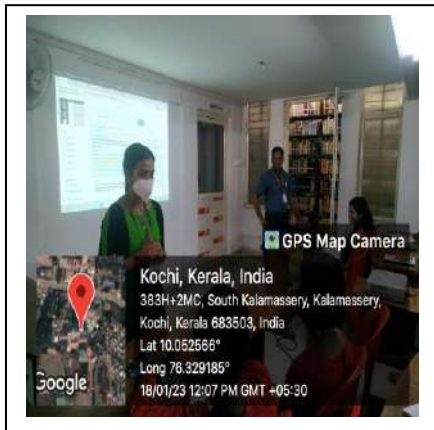 GPS Map Camera
Kochi, Kerala, India
383H+2MC, South Kalamassery, Kalamassery,
Kochi, Kerala 683503, India
Lat 10.052566°
Long 76.329185°
18/01/23 12:07 PM GMT +05:30
Google